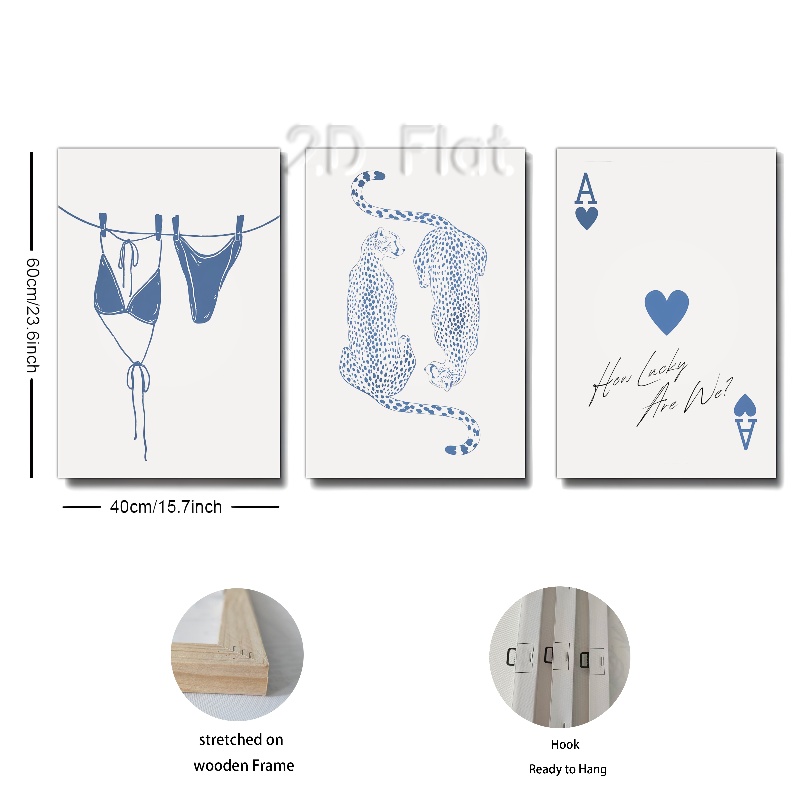 2D Flat
A
60cm/23.6inch
How Lucky
Are We?
A
40cm/15.7inch
stretched on
wooden Frame
Hook
Ready to Hang